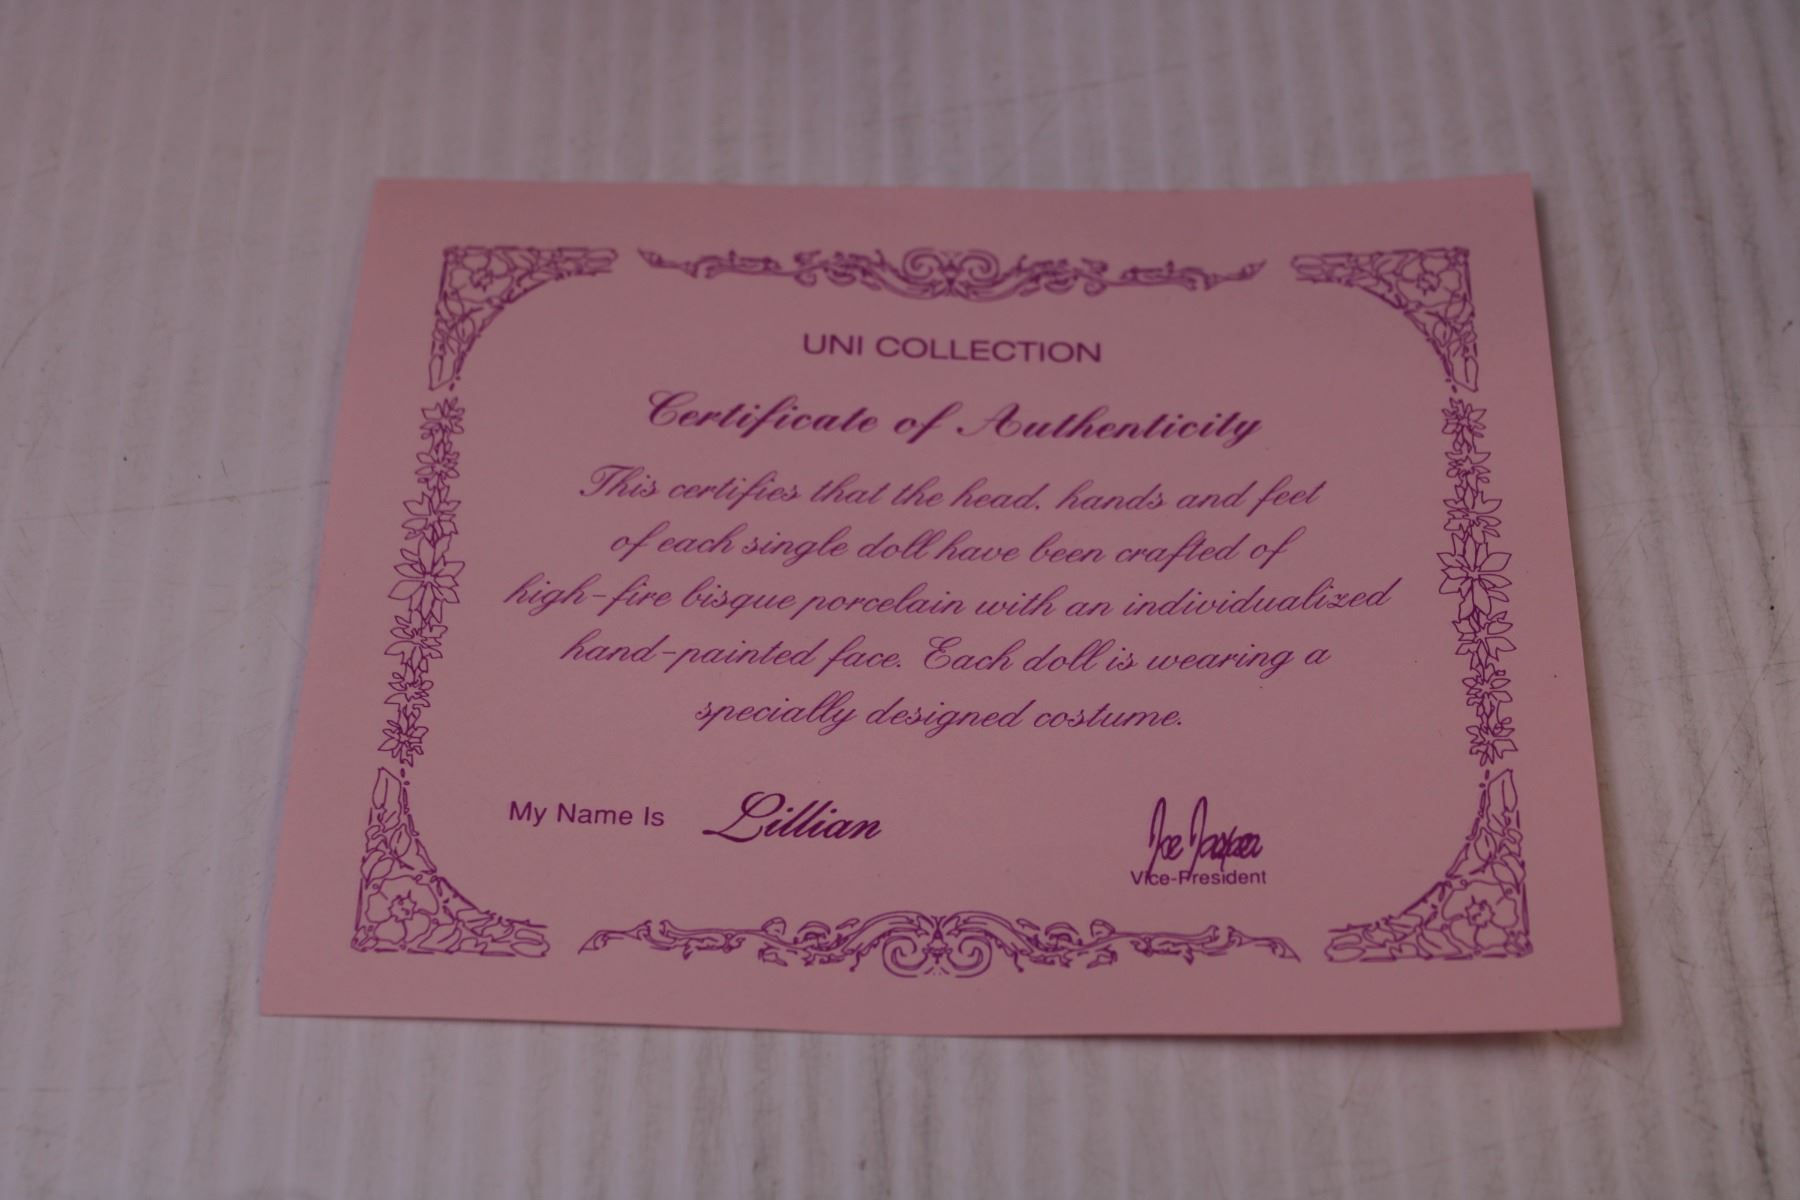 UNI COLLECTION
Certificate of Authenticity
This certifies that the head, hands and feet
of each single doll have been crafted of
high-fire bisque porcelain with an individualized
hand-painted face. Each doll is wearing a
specially designed costume.
My Name Is Lillian
Joe
Vice-President